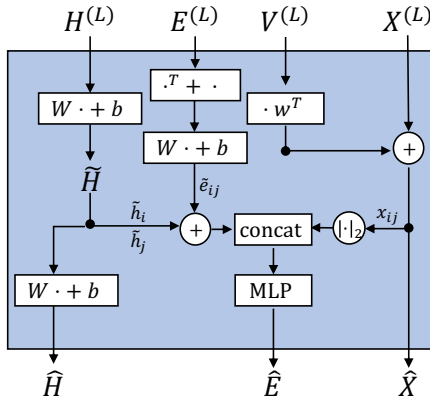 H^(L) E^(L) V^(L) X^(L)
·^T + ·
W · + b · w^T
W · + b
H̃ ẽ_ij +
h̃_i
h̃_j + concat |·|_2 x_ij
W · + b MLP
Ĥ Ê X̂